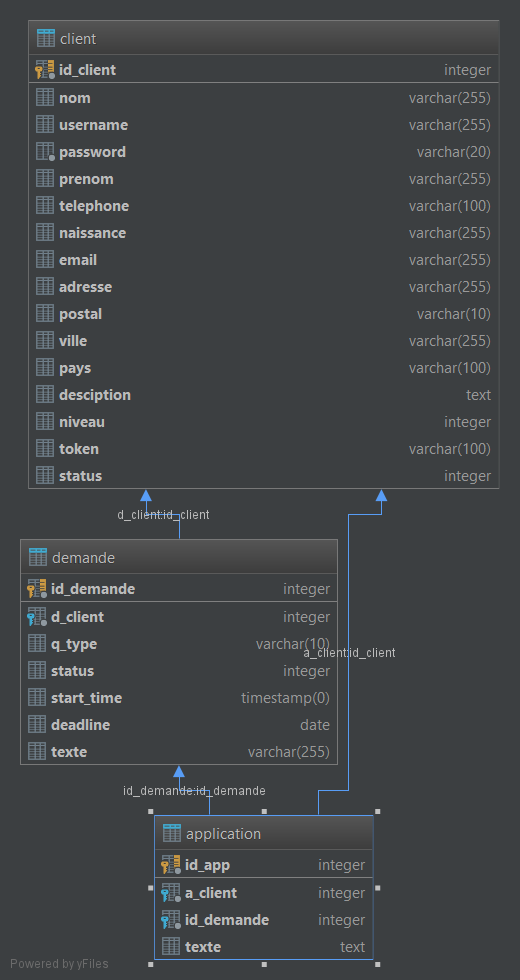 client
id_client integer
nom varchar(255)
username varchar(255)
password varchar(20)
prenom varchar(255)
telephone varchar(100)
naissance varchar(255)
email varchar(255)
adresse varchar(255)
postal varchar(10)
ville varchar(255)
pays varchar(100)
desciption text
niveau integer
token varchar(100)
status integer
d_client:id_client
demande
id_demande integer
d_client integer
q_type varchar(10)
a_client:id_client
status integer
start_time timestamp(0)
deadline date
texte varchar(255)
id_demande:id_demande
application
id_app integer
a_client integer
id_demande integer
texte text
Powered by yFiles